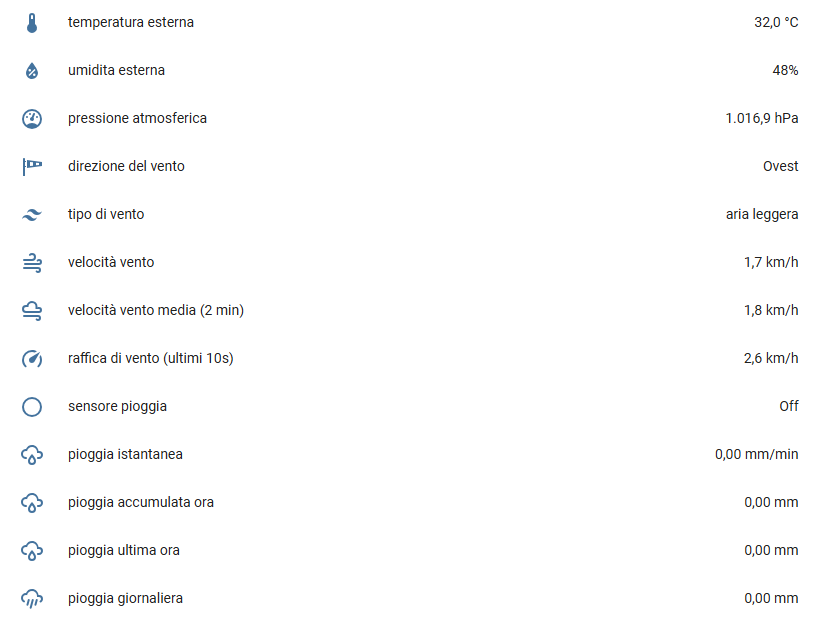 temperatura esterna 32,0 °C
umidita esterna 48%
pressione atmosferica 1.016,9 hPa
direzione del vento Ovest
tipo di vento aria leggera
velocità vento 1,7 km/h
velocità vento media (2 min) 1,8 km/h
raffica di vento (ultimi 10s) 2,6 km/h
sensore pioggia Off
pioggia istantanea 0,00 mm/min
pioggia accumulata ora 0,00 mm
pioggia ultima ora 0,00 mm
pioggia giornaliera 0,00 mm